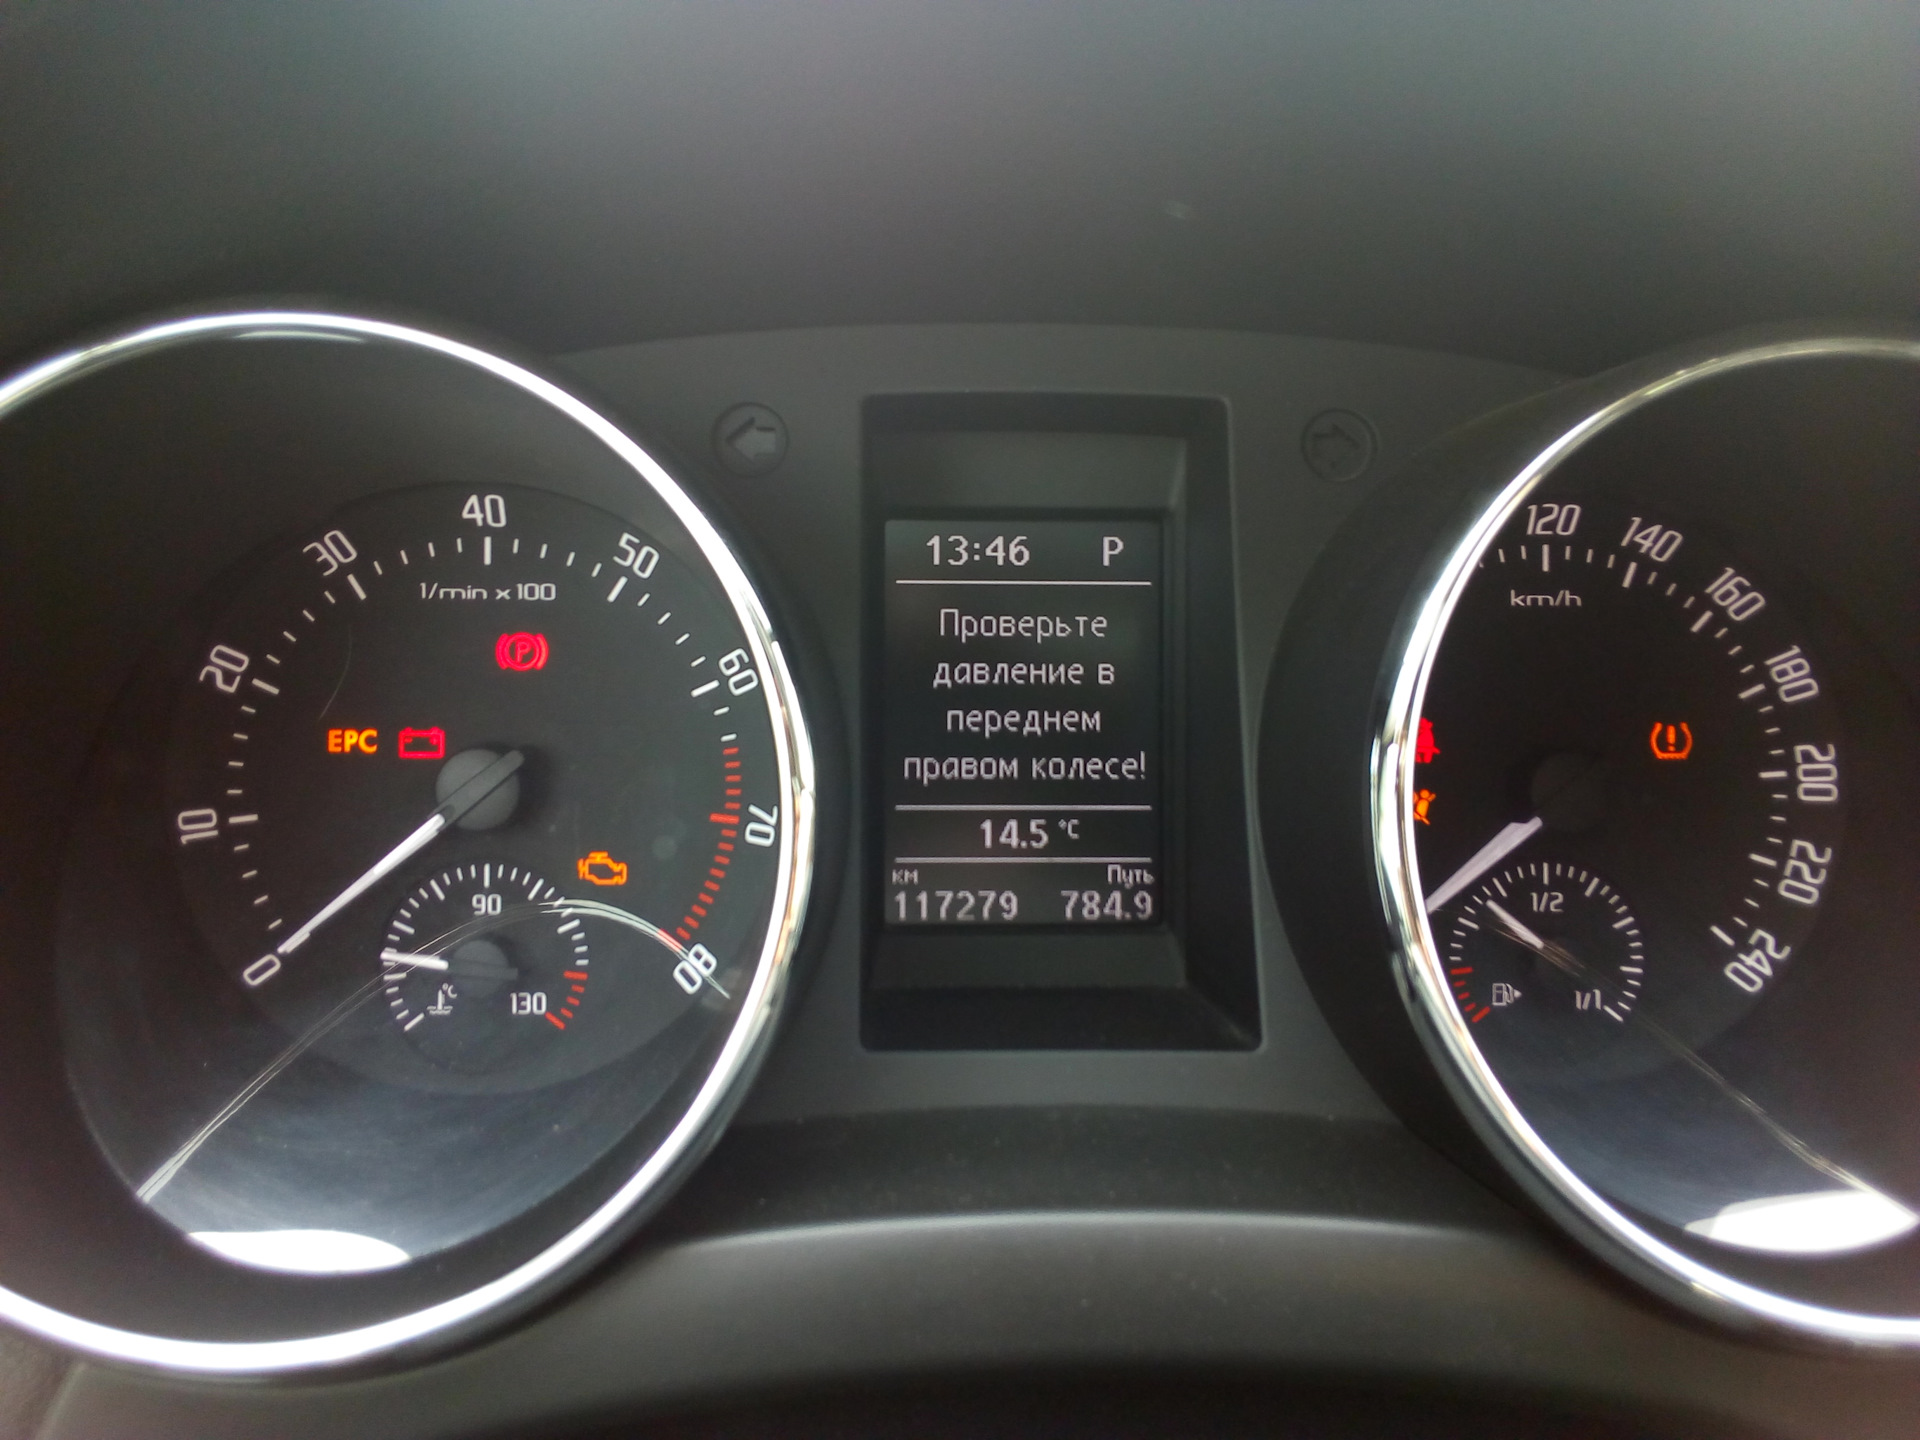 0
10
20
30
40
50
60
70
80
1/min x 100
P
EPC
90
130
°C
13:46 P
Проверьте
давление в
переднем
правом колесе!
14.5 °C
км Путь
117279 784.9
120
140
160
180
200
220
240
km/h
1/2
1/1